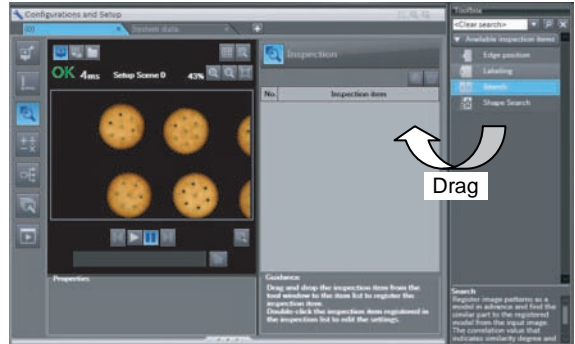 Configurations and Setup
(0)
System data
OK 4ms Setup Scene 0 43%
Inspection
No. Inspection item
Properties
Guidance
Drag and drop the inspection item from the
tool window to the item list to register the
inspection item.
Double-click the inspection item registered in
the inspection list to edit the settings.
Toolbox
<Clear search>
Available inspection items
Edge position
Labeling
Search
Shape Search
Drag
Search
Register image patterns as a
model in advance and find the
similar part to the registered
model from the input image.
The correlation value that
indicates similarity degree and